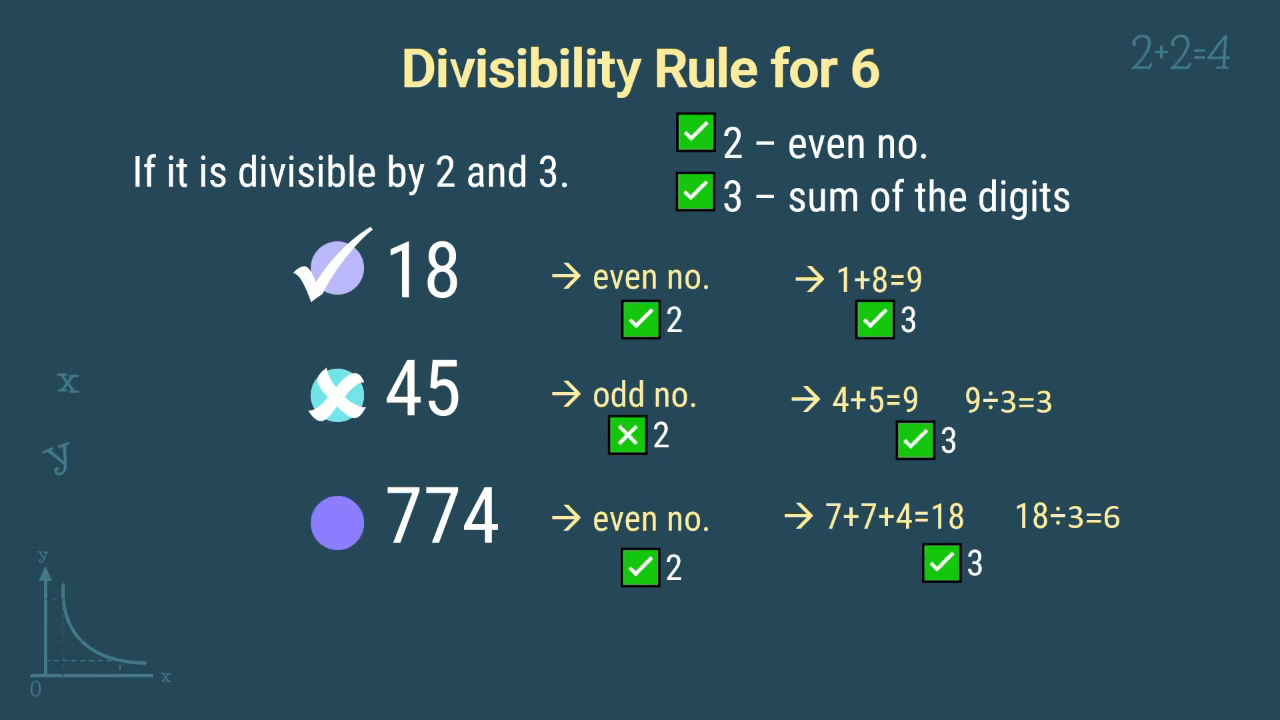 Divisibility Rule for 6
2+2=4
If it is divisible by 2 and 3.
2 – even no.
3 – sum of the digits
18
→ even no.
→ 1+8=9
2
3
45
→ odd no.
→ 4+5=9 9÷3=3
2
3
774
→ even no.
→ 7+7+4=18 18÷3=6
2
3
x
y
y
x
0